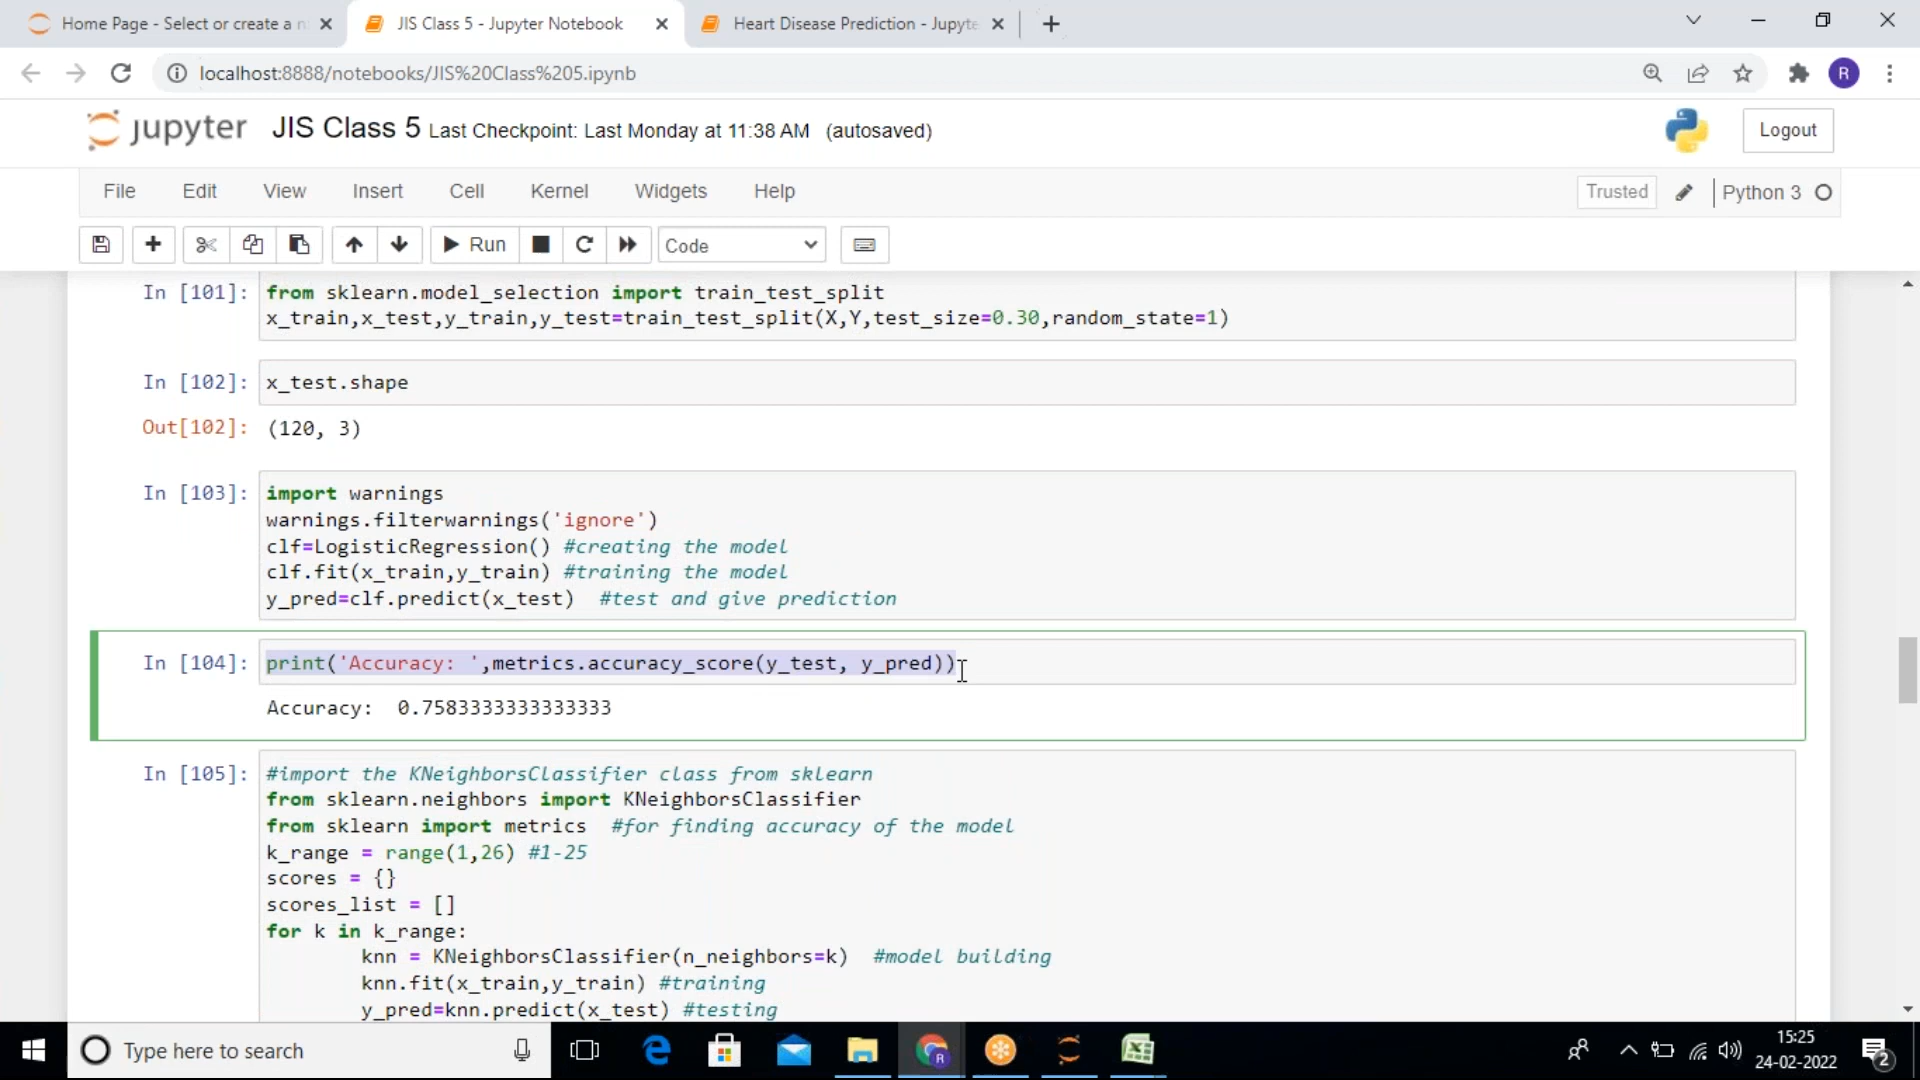 Home Page - Select or create a n
JIS Class 5 - Jupyter Notebook
Heart Disease Prediction - Jupyte
localhost:8888/notebooks/JIS%20Class%205.ipynb
R
jupyter JIS Class 5 Last Checkpoint: Last Monday at 11:38 AM (autosaved)
Logout
File Edit View Insert Cell Kernel Widgets Help
Trusted Python 3
Run Code
In [101]: from sklearn.model_selection import train_test_split
x_train,x_test,y_train,y_test=train_test_split(X,Y,test_size=0.30,random_state=1)
In [102]: x_test.shape
Out[102]: (120, 3)
In [103]: import warnings
warnings.filterwarnings('ignore')
clf=LogisticRegression() #creating the model
clf.fit(x_train,y_train) #training the model
y_pred=clf.predict(x_test)  #test and give prediction
In [104]: print('Accuracy: ',metrics.accuracy_score(y_test, y_pred))
Accuracy:  0.7583333333333333
In [105]: #import the KNeighborsClassifier class from sklearn
from sklearn.neighbors import KNeighborsClassifier
from sklearn import metrics  #for finding accuracy of the model
k_range = range(1,26) #1-25
scores = {}
scores_list = []
for k in k_range:
knn = KNeighborsClassifier(n_neighbors=k)  #model building
knn.fit(x_train,y_train) #training
y_pred=knn.predict(x_test) #testing
Type here to search
R
15:25
24-02-2022
2